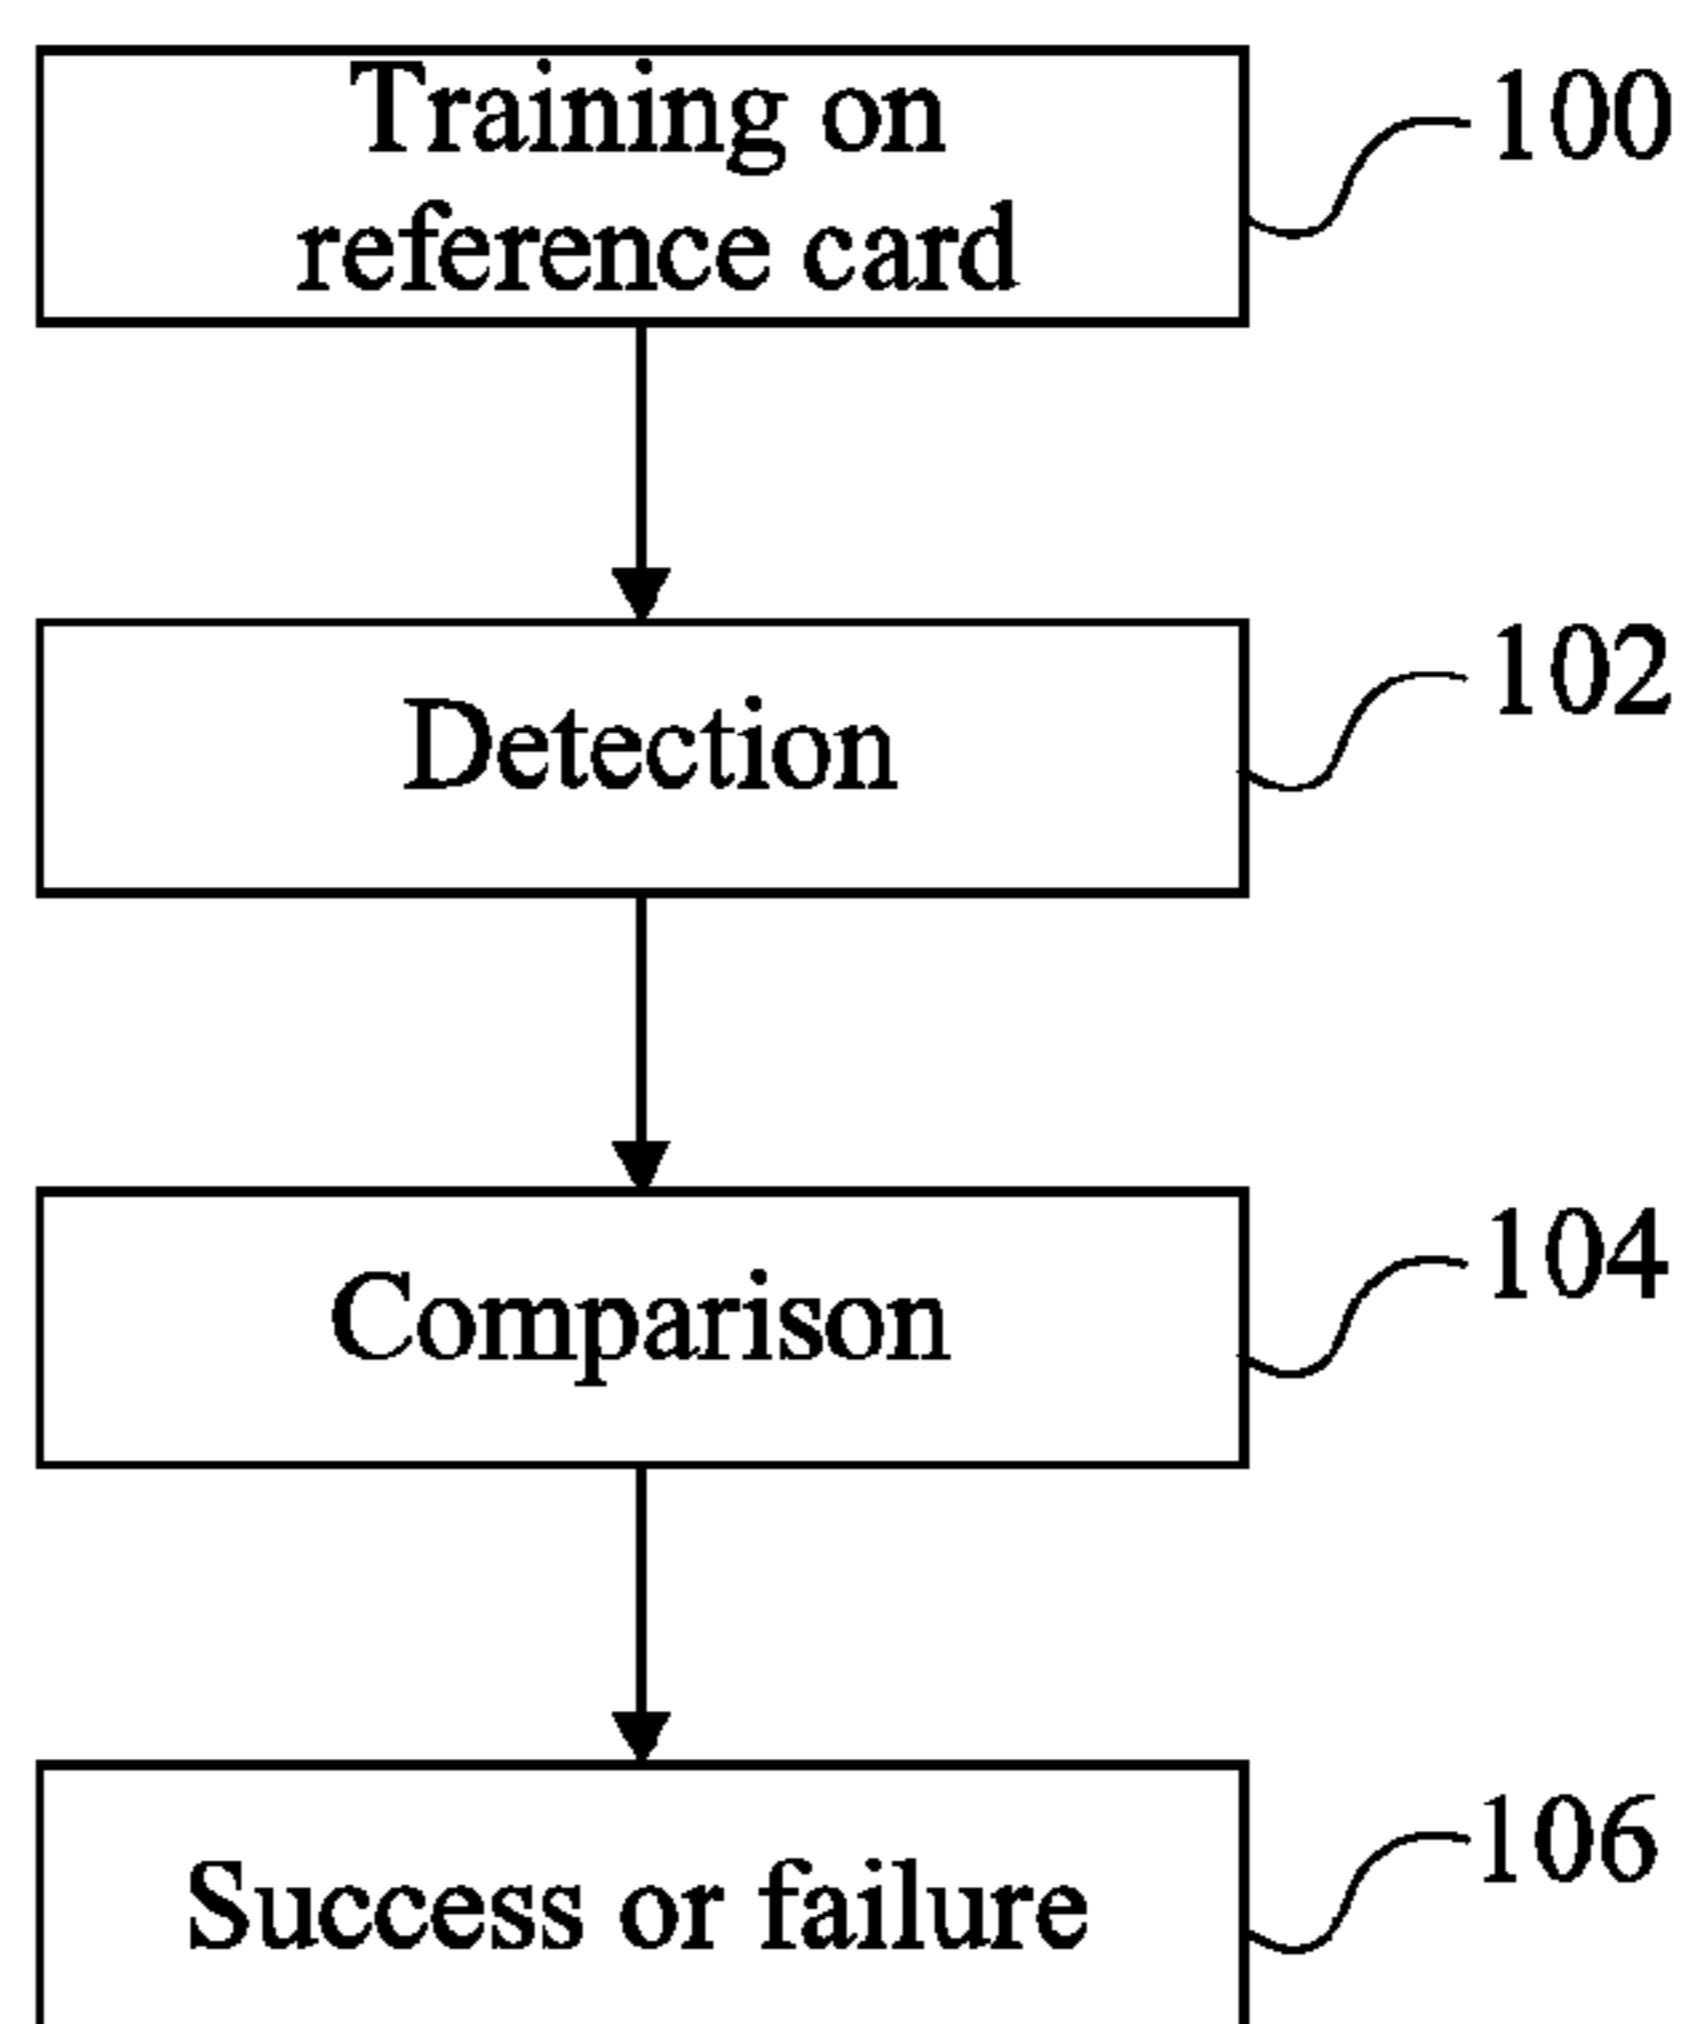 Training on
reference card
100
Detection
102
Comparison
104
Success or failure
106